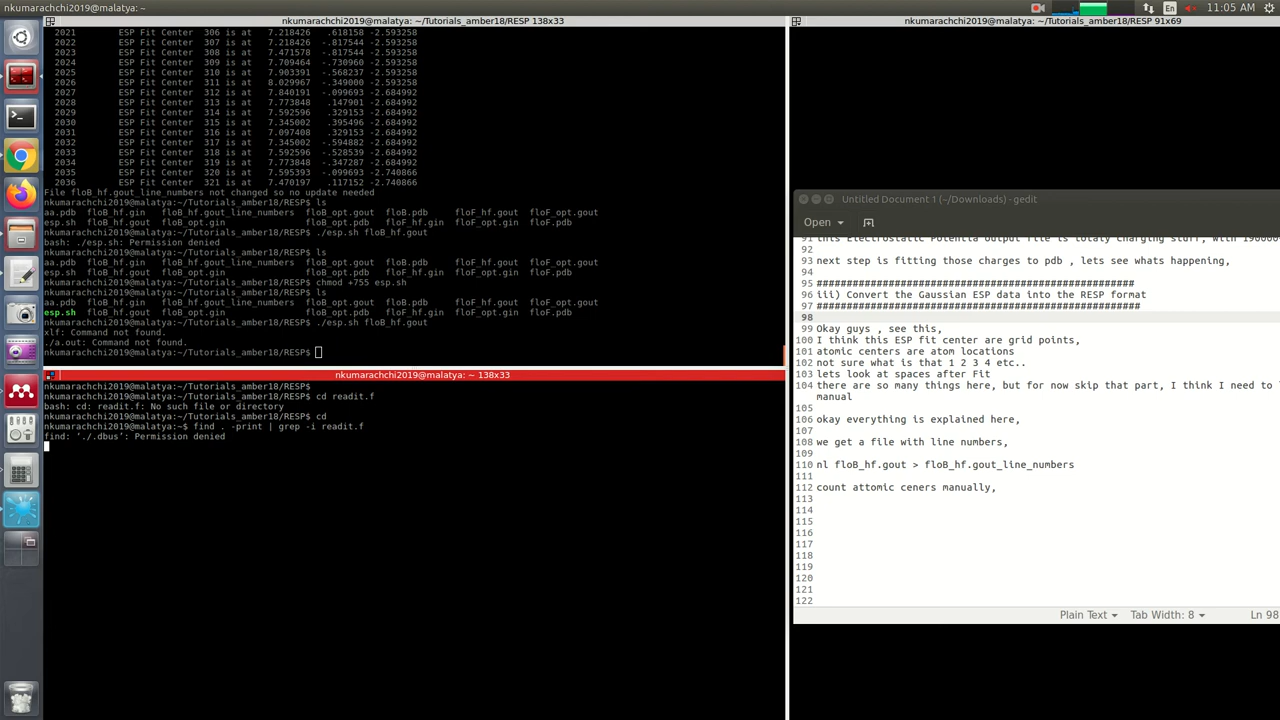 nkumarachchi2019@malatya: ~
En
11:05 AM
nkumarachchi2019@malatya: ~/Tutorials_amber18/RESP 138x33
2021 ESP Fit Center 306 is at 7.218426 .618158 -2.593258
2022 ESP Fit Center 307 is at 7.218426 -.817544 -2.593258
2023 ESP Fit Center 308 is at 7.471578 -.817544 -2.593258
2024 ESP Fit Center 309 is at 7.709464 -.730960 -2.593258
2025 ESP Fit Center 310 is at 7.903391 -.568237 -2.593258
2026 ESP Fit Center 311 is at 8.029967 -.349000 -2.593258
2027 ESP Fit Center 312 is at 7.840191 -.099693 -2.684992
2028 ESP Fit Center 313 is at 7.773848 .147901 -2.684992
2029 ESP Fit Center 314 is at 7.592596 .329153 -2.684992
2030 ESP Fit Center 315 is at 7.345002 .395496 -2.684992
2031 ESP Fit Center 316 is at 7.097408 .329153 -2.684992
2032 ESP Fit Center 317 is at 7.345002 -.594882 -2.684992
2033 ESP Fit Center 318 is at 7.592596 -.528539 -2.684992
2034 ESP Fit Center 319 is at 7.773848 -.347287 -2.684992
2035 ESP Fit Center 320 is at 7.595393 -.099693 -2.740866
2036 ESP Fit Center 321 is at 7.470197 .117152 -2.740866
File floB_hf.gout_line_numbers not changed so no update needed
nkumarachchi2019@malatya:~/Tutorials_amber18/RESP$ ls
aa.pdb floB_hf.gin floB_hf.gout_line_numbers floB_opt.gout floB.pdb floF_hf.gout floF_opt.gout
esp.sh floB_hf.gout floB_opt.gin floB_opt.pdb floF_hf.gin floF_opt.gin floF.pdb
nkumarachchi2019@malatya:~/Tutorials_amber18/RESP$ ./esp.sh floB_hf.gout
bash: ./esp.sh: Permission denied
nkumarachchi2019@malatya:~/Tutorials_amber18/RESP$ ls
aa.pdb floB_hf.gin floB_hf.gout_line_numbers floB_opt.gout floB.pdb floF_hf.gout floF_opt.gout
esp.sh floB_hf.gout floB_opt.gin floB_opt.pdb floF_hf.gin floF_opt.gin floF.pdb
nkumarachchi2019@malatya:~/Tutorials_amber18/RESP$ chmod +755 esp.sh
nkumarachchi2019@malatya:~/Tutorials_amber18/RESP$ ls
aa.pdb floB_hf.gin floB_hf.gout_line_numbers floB_opt.gout floB.pdb floF_hf.gout floF_opt.gout
esp.sh floB_hf.gout floB_opt.gin floB_opt.pdb floF_hf.gin floF_opt.gin floF.pdb
nkumarachchi2019@malatya:~/Tutorials_amber18/RESP$ ./esp.sh floB_hf.gout
xlf: Command not found.
./a.out: Command not found.
nkumarachchi2019@malatya:~/Tutorials_amber18/RESP$
nkumarachchi2019@malatya: ~ 138x33
nkumarachchi2019@malatya:~/Tutorials_amber18/RESP$
nkumarachchi2019@malatya:~/Tutorials_amber18/RESP$ cd readit.f
bash: cd: readit.f: No such file or directory
nkumarachchi2019@malatya:~/Tutorials_amber18/RESP$ cd
nkumarachchi2019@malatya:~$ find . -print | grep -i readit.f
find: './.dbus': Permission denied
nkumarachchi2019@malatya:~/Tutorials_amber18/RESP 91x69
Untitled Document 1 (~/Downloads) - gedit
Open
91 this Electrostatic Potentia output file is totaly charging stuff, with 1900000
92
93 next step is fitting those charges to pdb , lets see whats happening,
95 #####################################################
96 iii) Convert the Gaussian ESP data into the RESP format
97 ######################################################
98
99 Okay guys , see this,
100 I think this ESP fit center are grid points,
101 atomic centers are atom locations
102 not sure what is that 1 2 3 4 etc..
103 lets look at spaces after Fit
104 there are so many things here, but for now skip that part, I think I need to
manual
105
106 okay everything is explained here,
107
108 we get a file with line numbers,
109
110 nl floB_hf.gout > floB_hf.gout_line_numbers
111
112 count attomic ceners manually,
113
114
115
116
117
118
119
120
121
122
Plain Text
Tab Width: 8
Ln 98